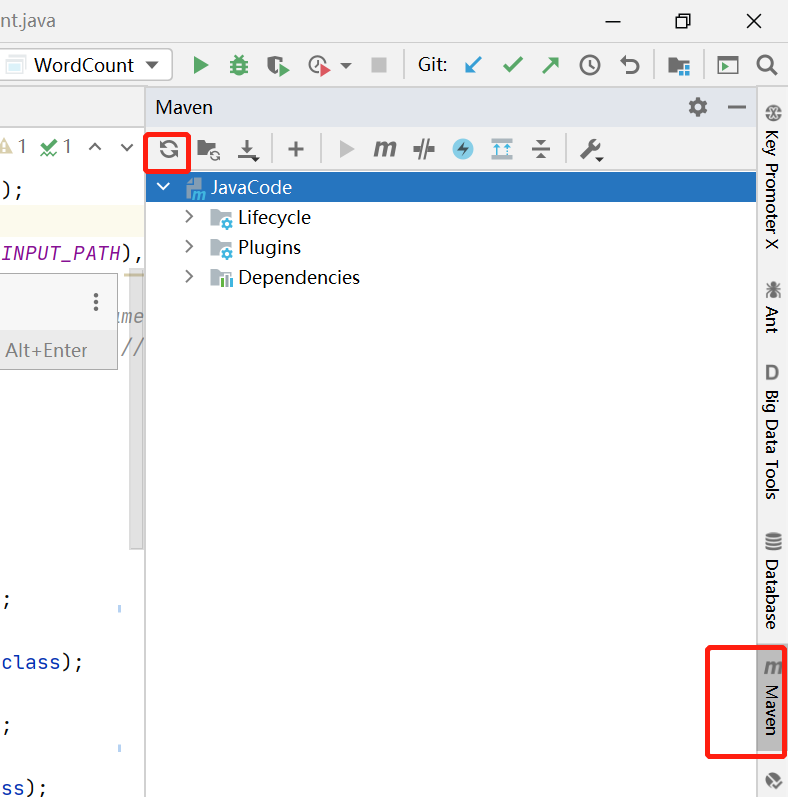 nt.java
WordCount
Git:
Maven
1 1
JavaCode
);
Lifecycle
Plugins
INPUT_PATH),
Dependencies
ume
Alt+Enter
//
;
class);
;
ss);
Key Promoter X
Ant
D
Big Data Tools
Database
m
Maven